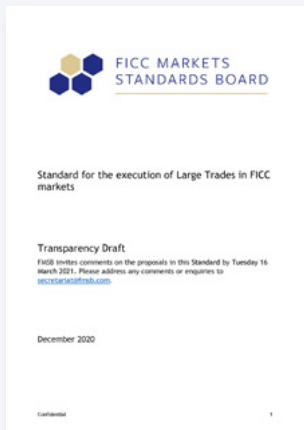 FICC MARKETS
STANDARDS BOARD
Standard for the execution of Large Trades in FICC
markets
Transparency Draft
FMSB invites comments on the proposals in this Standard by Tuesday 16
March 2021. Please address any comments or enquiries to
secretariat@fmsb.com.
December 2020
Confidential
1